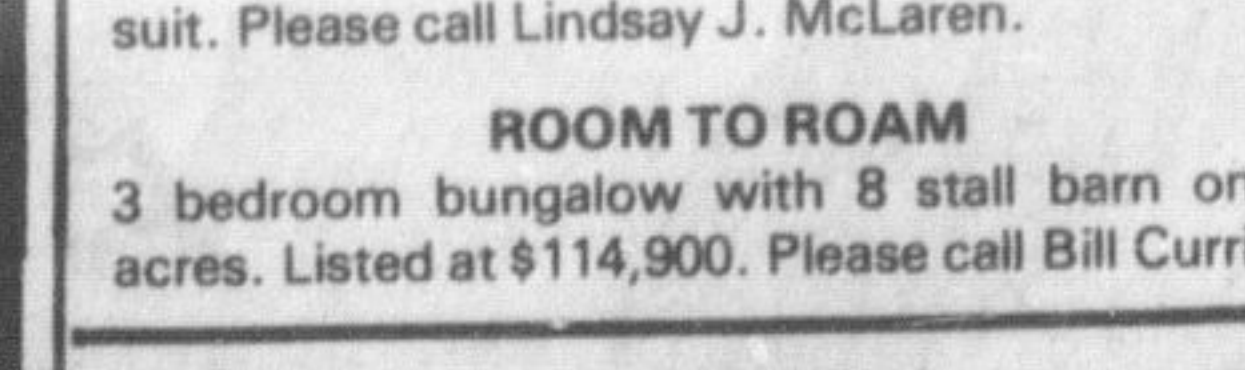 suit. Please call Lindsay J. McLaren.
ROOM TO ROAM
3 bedroom bungalow with 8 stall barn
acres. Listed at $114,900. Please call Bill